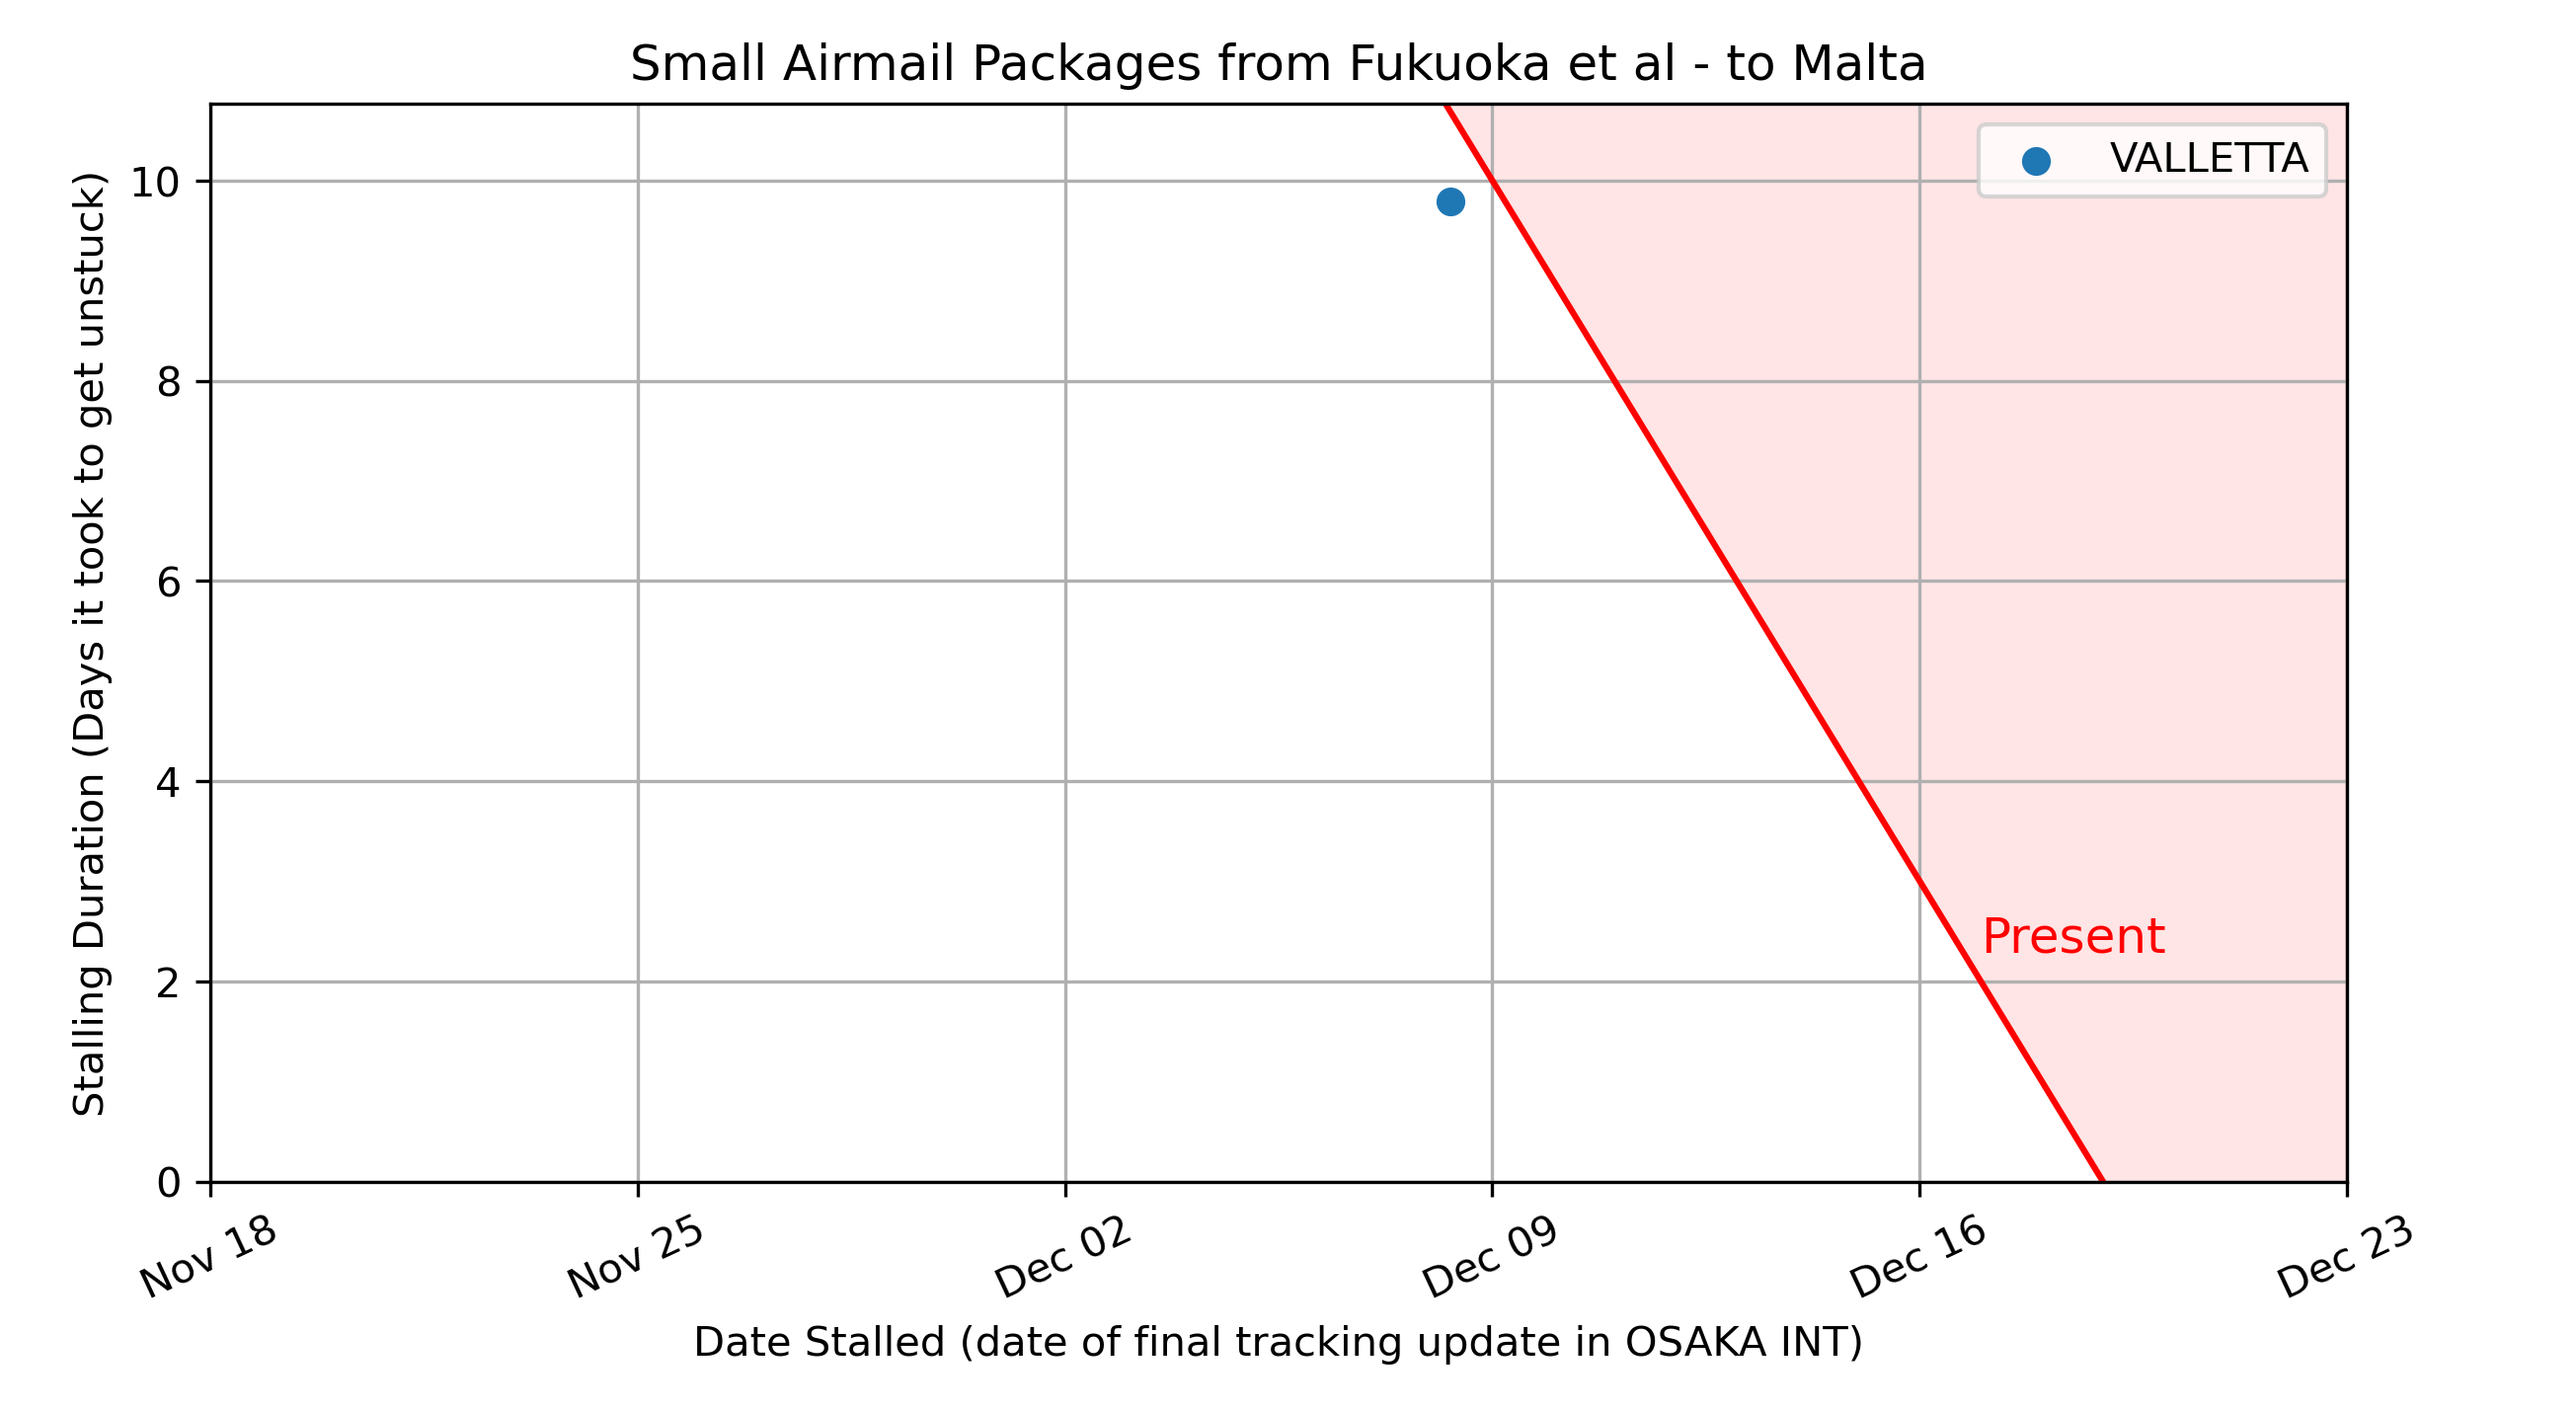 Small Airmail Packages from Fukuoka et al - to Malta
VALLETTA
Stalling Duration (Days it took to get unstuck)
10
8
6
4
2
0
Present
Nov 18
Nov 25
Dec 02
Dec 09
Dec 16
Dec 23
Date Stalled (date of final tracking update in OSAKA INT)